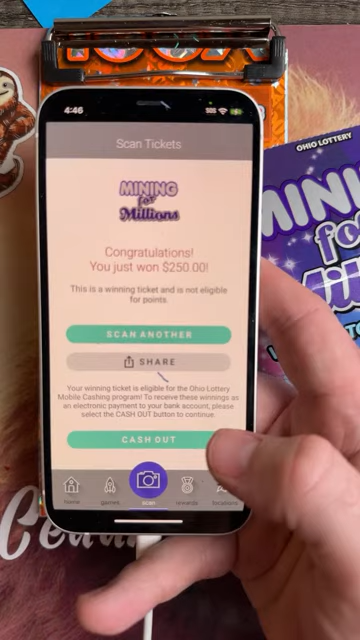 4:46
SOS
Scan Tickets
MINING
for
Millions
Congratulations!
You just won $250.00!
This is a winning ticket and is not eligible
for points.
SCAN ANOTHER
SHARE
Your winning ticket is eligible for the Ohio Lottery
Mobile Cashing program! To receive these winnings as
an electronic payment to your bank account, please
select the CASH OUT button to continue
CASH OUT
home
games
scan
rewards
locations
OHIO LOTTERY
MINING
for